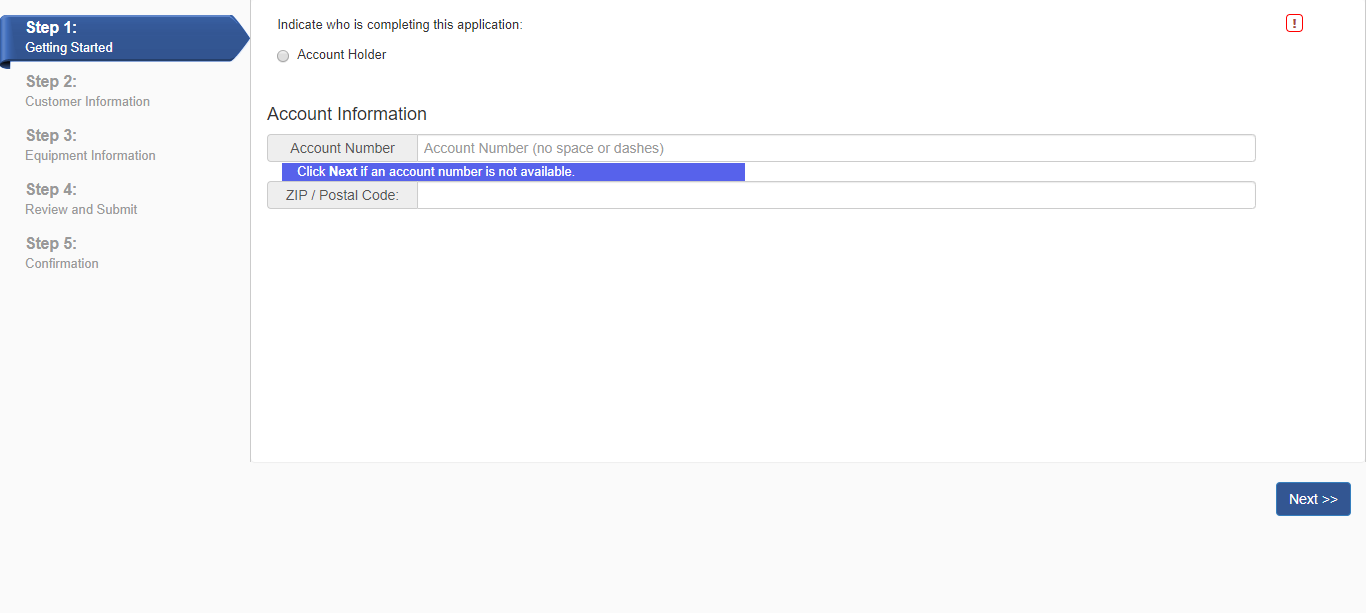 Step 1:
Getting Started
Step 2:
Customer Information
Step 3:
Equipment Information
Step 4:
Review and Submit
Step 5:
Confirmation
Indicate who is completing this application:
!
Account Holder
Account Information
Account Number Account Number (no space or dashes)
Click Next if an account number is not available.
ZIP / Postal Code:
Next >>